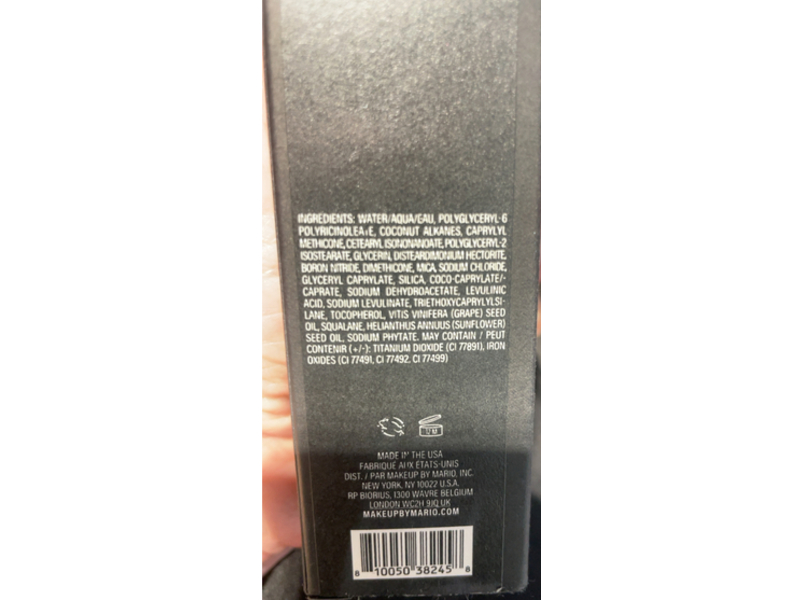 INGREDIENTS: WATER/AQUA/EAU, POLYGLYCERYL-6
POLYRICINOLEATE, COCONUT ALKANES, CAPRYLYL
METHICONE, CETEARYL ISONONANOATE, POLYGLYCERYL-2
ISOSTEARATE, GLYCERIN, DISTEARDIMONIUM HECTORITE,
BORON NITRIDE, DIMETHICONE, MICA, SODIUM CHLORIDE,
GLYCERYL CAPRYLATE, SILICA, COCO-CAPRYLATE/
CAPRATE, SODIUM DEHYDROACETATE, LEVULINIC
ACID, SODIUM LEVULINATE, TRIETHOXYCAPRYLYLSI-
LANE, TOCOPHEROL, VITIS VINIFERA (GRAPE) SEED
OIL, SQUALANE, HELIANTHUS ANNUUS (SUNFLOWER)
SEED OIL, SODIUM PHYTATE. MAY CONTAIN / PEUT
CONTENIR (+/-): TITANIUM DIOXIDE (CI 77891), IRON
OXIDES (CI 77491, CI 77492, CI 77499)
12 M
MADE IN THE USA
FABRIQUÉ AUX ÉTATS-UNIS
DIST. / PAR MAKEUP BY MARIO, INC.
NEW YORK, NY 10022 U.S.A.
RP BIORIUS, 1300 WAVRE BELGIUM
LONDON WC2H 9JQ UK
MAKEUPBYMARIO.COM
8 10050 38245 8